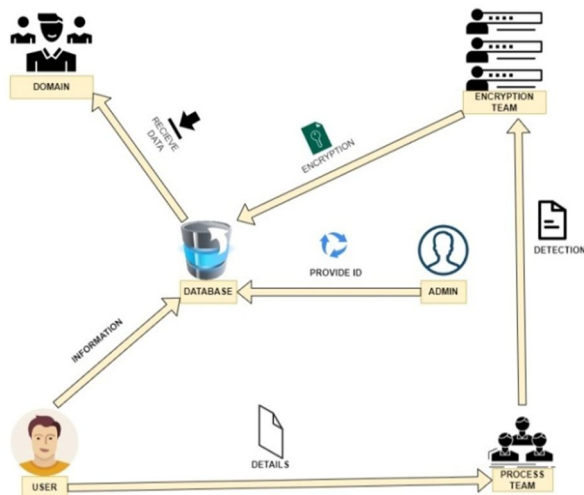 DOMAIN
ENCRYPTION
TEAM
RECIEVE
DATA
ENCRYPTION
DETECTION
PROVIDE ID
DATABASE
ADMIN
INFORMATION
DETAILS
USER
PROCESS
TEAM